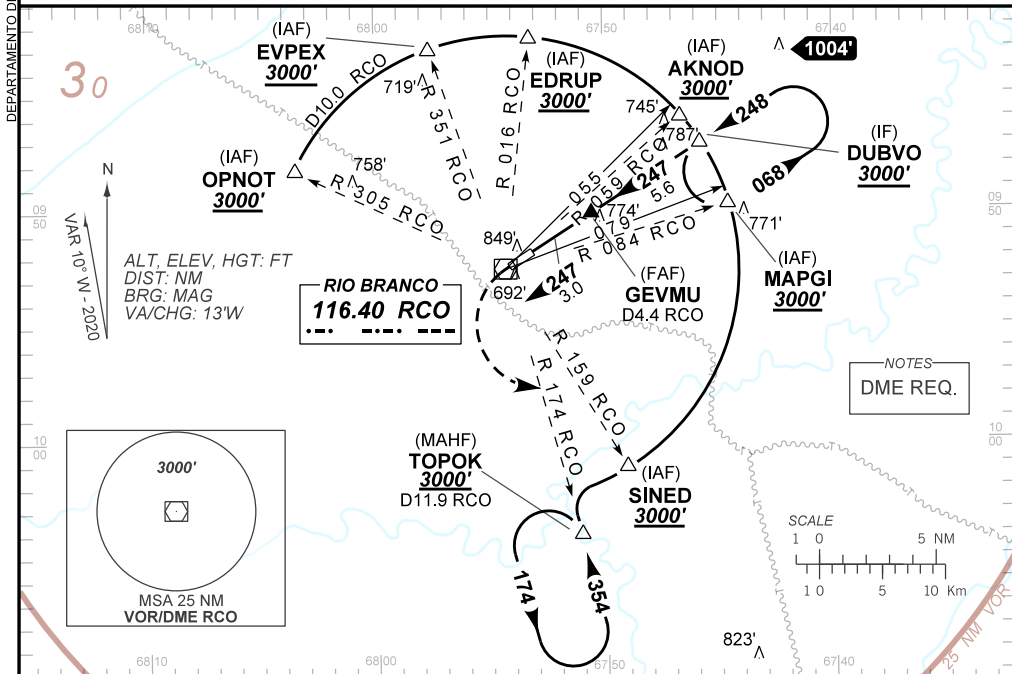 DEPARTAMENTO DE
68 10
68 00
67 50
67 40
3 0
(IAF)
EVPEX
3000'
(IAF)
EDRUP
3000'
(IAF)
AKNOD
3000'
1004'
D10.0 RCO
719'
R 351 RCO
R 016 RCO
745'
787'
248
(IF)
DUBVO
3000'
068
(IAF)
OPNOT
3000'
758'
R 305 RCO
055
R 059 RCO
247
5.6
774'
079
R 084 RCO
771'
(IAF)
MAPGI
3000'
09
50
09
50
N
VAR 10° W - 2020
ALT, ELEV, HGT: FT
DIST: NM
BRG: MAG
VA/CHG: 13'W
849'
692'
247
3.0
(FAF)
GEVMU
D4.4 RCO
RIO BRANCO
116.40 RCO
R 159 RCO
R 174 RCO
NOTES
DME REQ.
10
00
10
00
(MAHF)
TOPOK
3000'
D11.9 RCO
(IAF)
SINED
3000'
3000'
MSA 25 NM
VOR/DME RCO
174
354
SCALE
1 0 5 NM
1 0 5 10 Km
823'
25 NM VOR
68 10
68 00
67 50
67 40